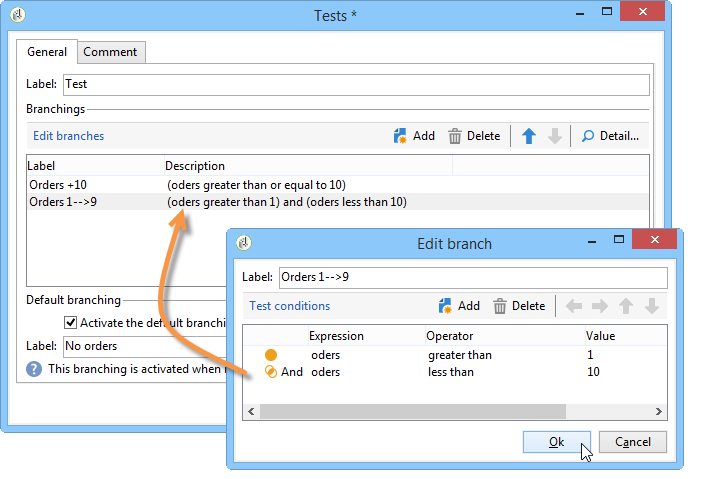 Tests *
General Comment
Label: Test
Branchings
Edit branches Add Delete Detail...
Label Description
Orders +10 (oders greater than or equal to 10)
Orders 1-->9 (oders greater than 1) and (oders less than 10)
Default branching
Activate the default branchi
Label: No orders
This branching is activated when
Edit branch
Label: Orders 1-->9
Test conditions Add Delete
Expression Operator Value
oders greater than 1
And oders less than 10
Ok Cancel